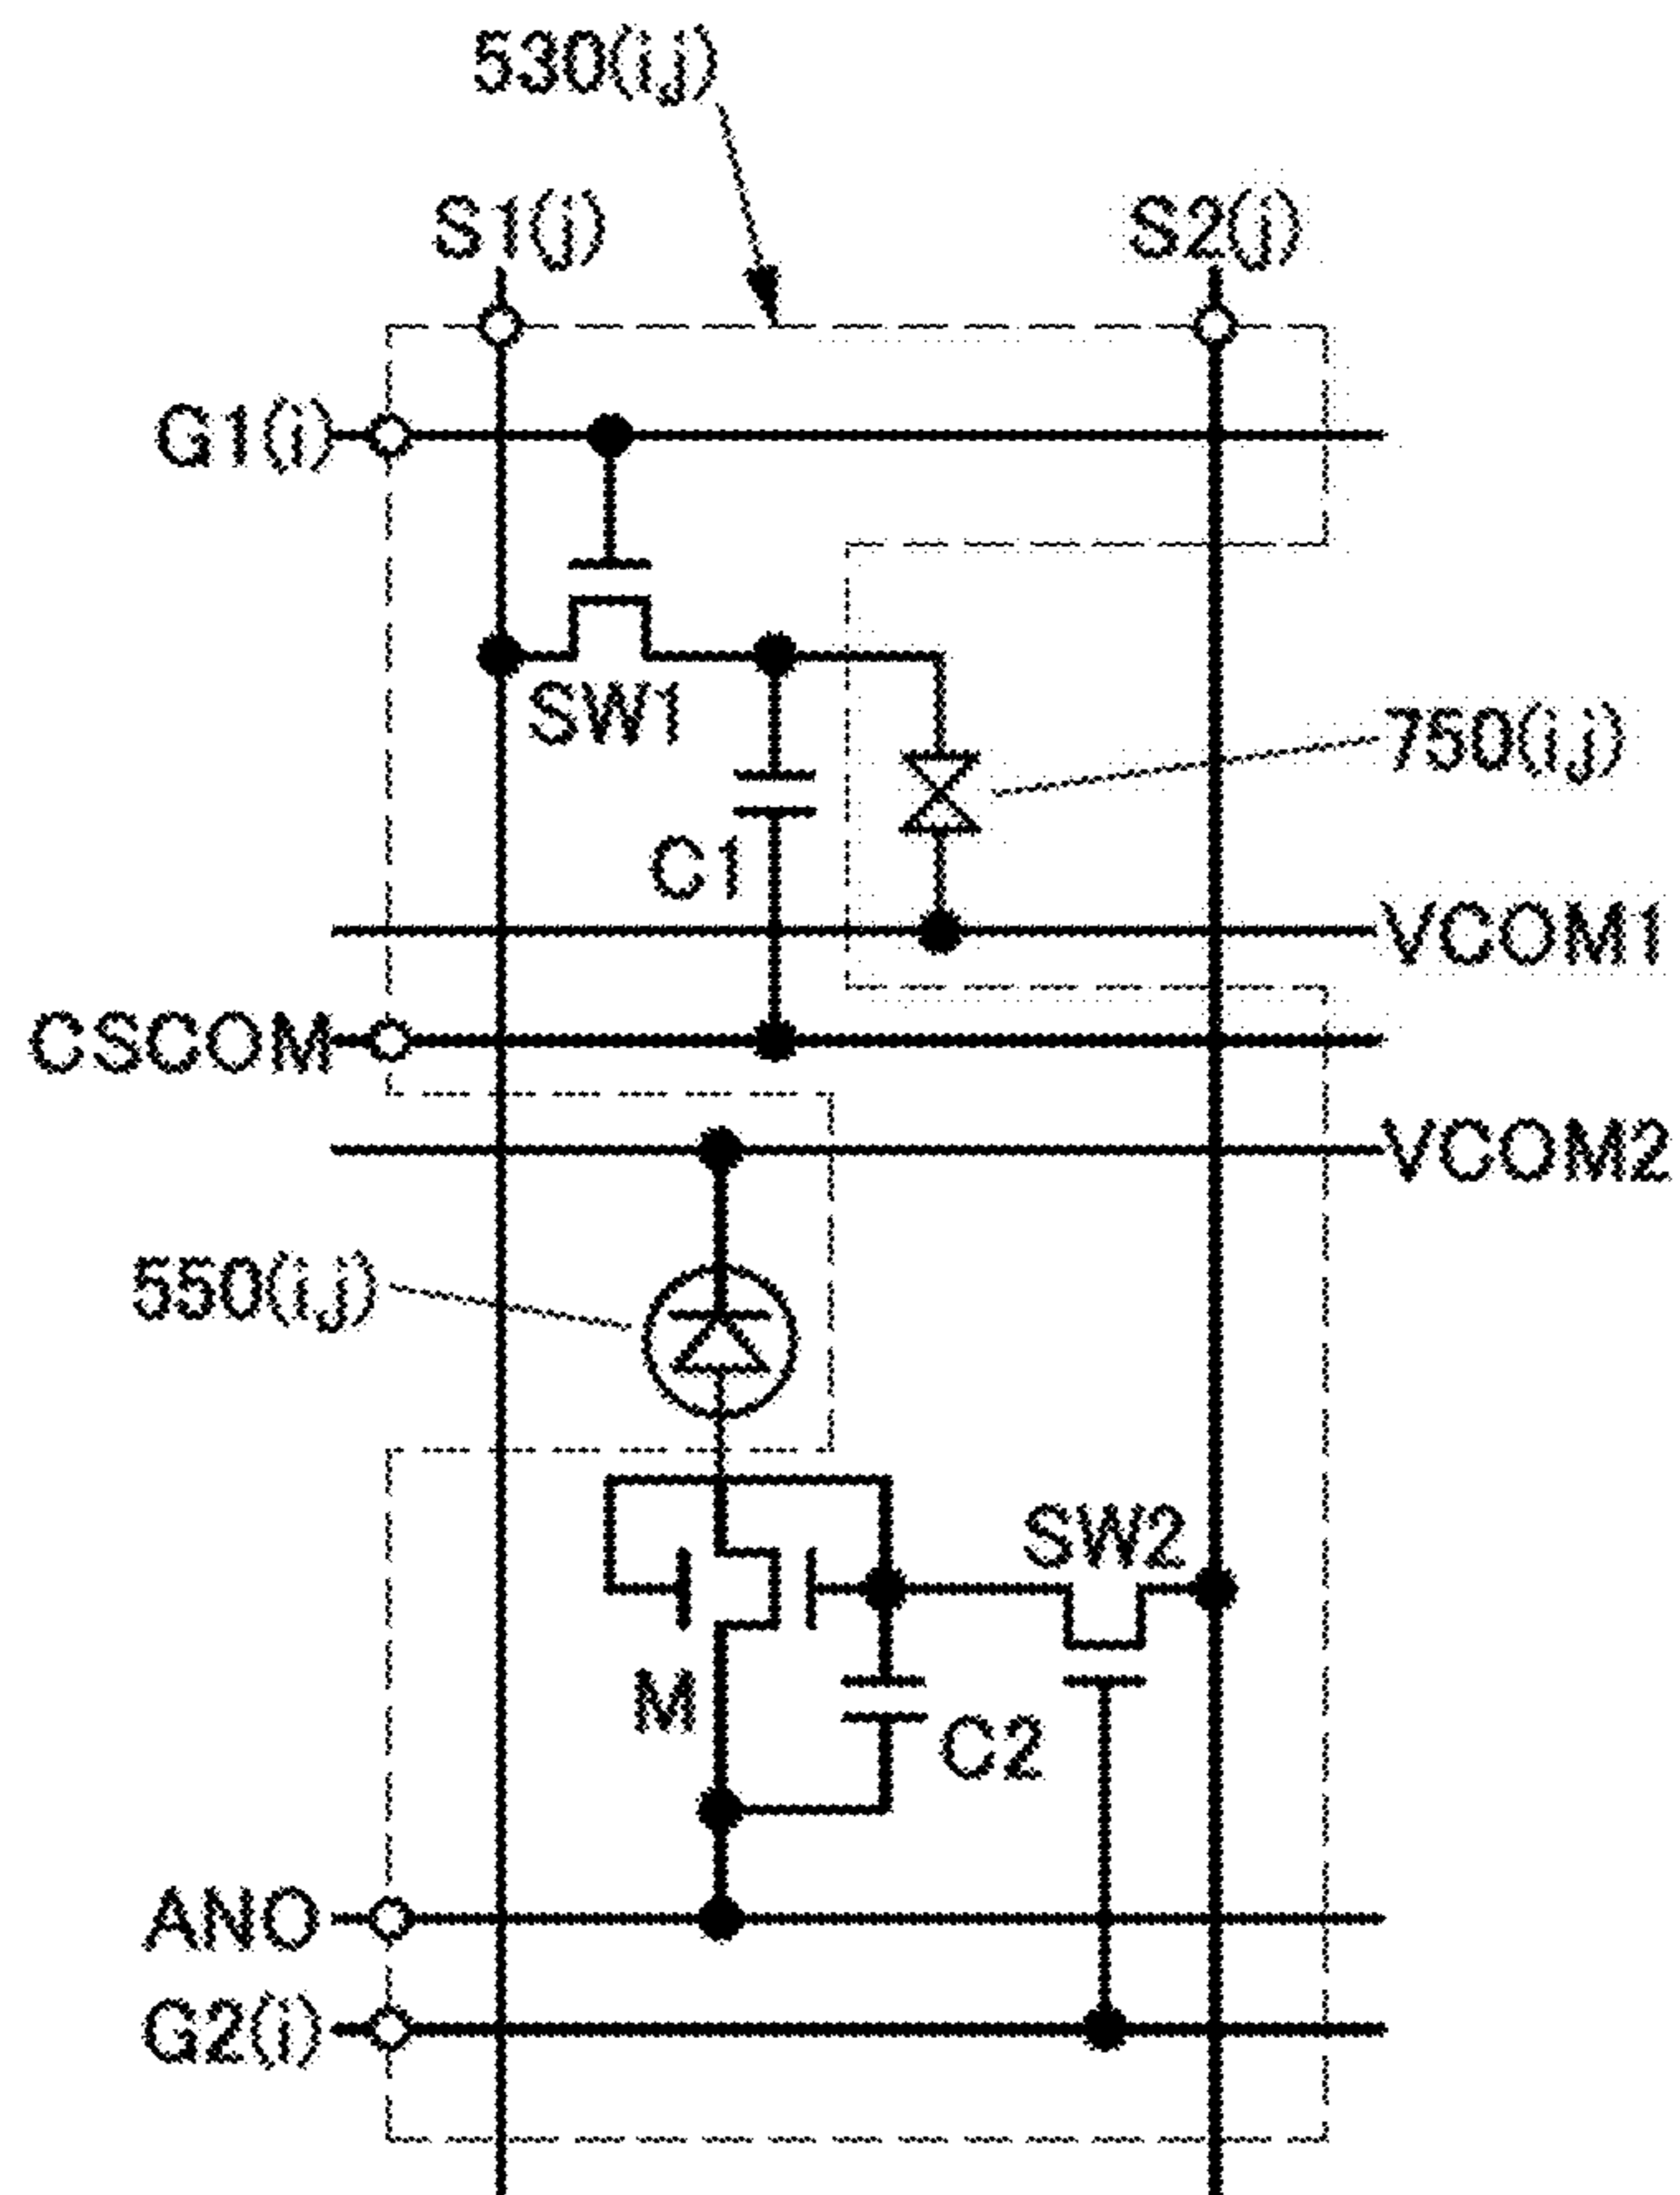 530(i,j)
S1(j)
S2(j)
G1(i)
SW1
750(i,j)
C1
VCOM1
CSCOM
VCOM2
550(i,j)
SW2
M
C2
ANO
G2(i)